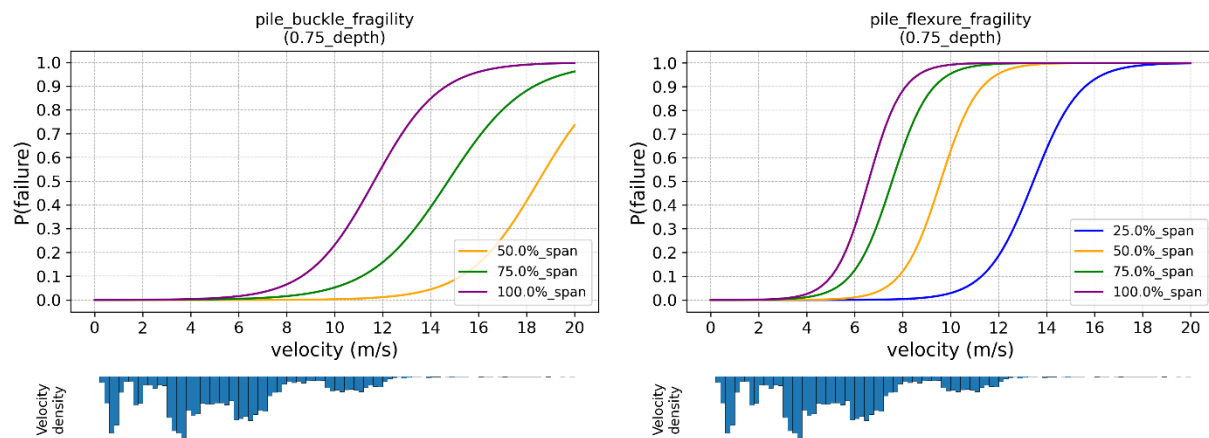 pile_buckle_fragility
(0.75_depth)
1.0
0.9
0.8
0.7
0.6
0.5
0.4
0.3
0.2
0.1
0.0
P(failure)
50.0%_span
75.0%_span
100.0%_span
0 2 4 6 8 10 12 14 16 18 20
velocity (m/s)
Velocity
density
pile_flexure_fragility
(0.75_depth)
1.0
0.9
0.8
0.7
0.6
0.5
0.4
0.3
0.2
0.1
0.0
P(failure)
25.0%_span
50.0%_span
75.0%_span
100.0%_span
0 2 4 6 8 10 12 14 16 18 20
velocity (m/s)
Velocity
density